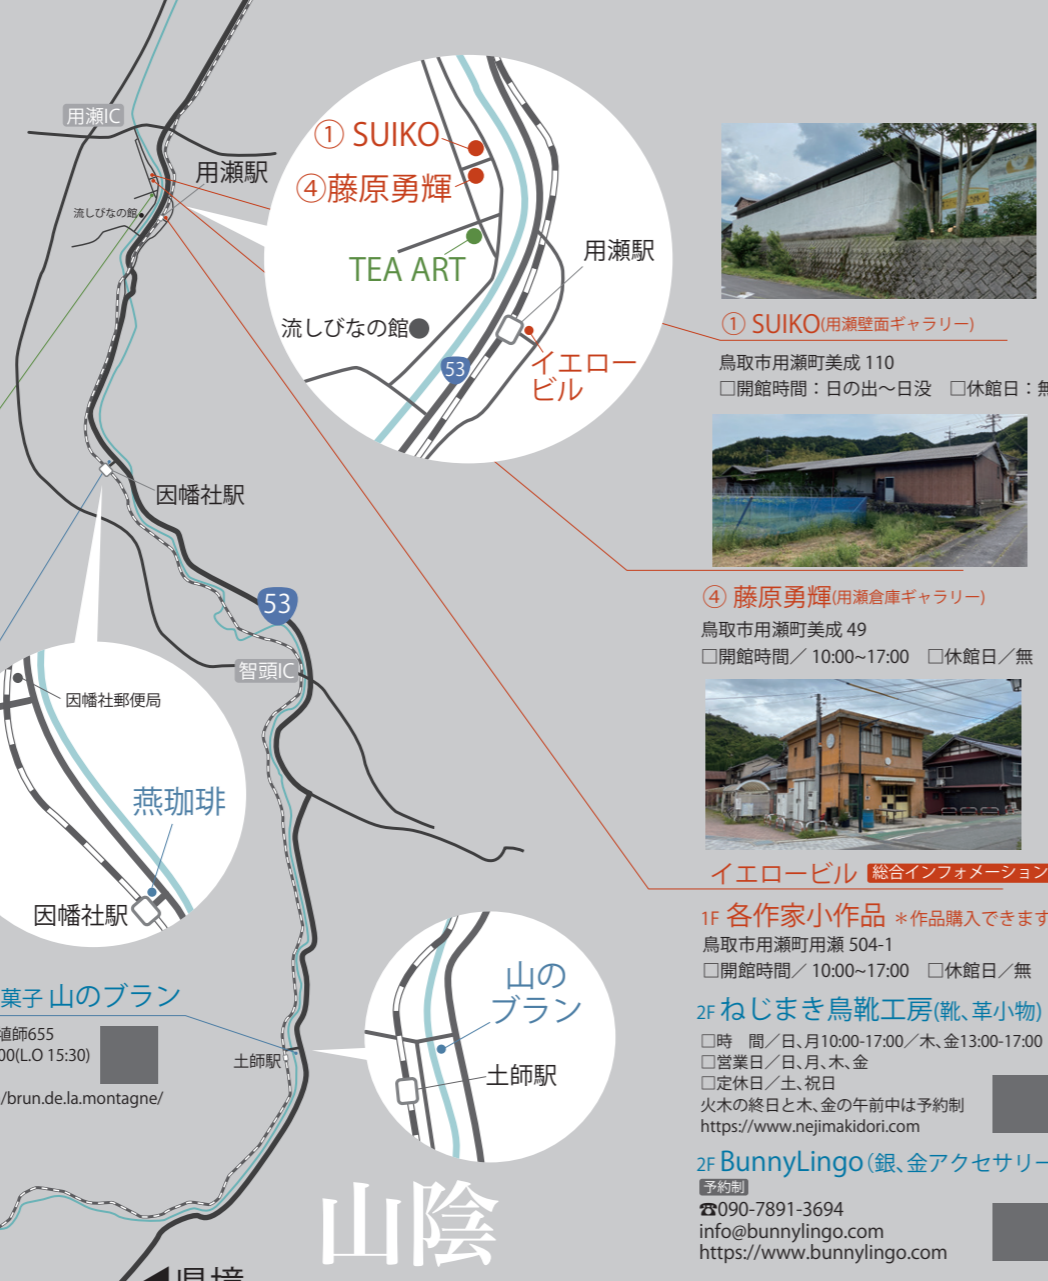 用瀬IC
用瀬駅
流しびなの館
① SUIKO
④藤原勇輝
TEA ART
流しびなの館
用瀬駅
イエロー
ビル
53
① SUIKO(用瀬壁面ギャラリー)
鳥取市用瀬町美成 110
□開館時間：日の出～日没　□休館日：無
④ 藤原勇輝(用瀬倉庫ギャラリー)
鳥取市用瀬町美成 49
□開館時間／ 10:00~17:00　□休館日／無
因幡社駅
53
智頭IC
因幡社郵便局
燕珈琲
因幡社駅
イエロービル 総合インフォメーション
1F 各作家小作品 ＊作品購入できます
鳥取市用瀬町用瀬 504-1
□開館時間／ 10:00~17:00　□休館日／無
2F ねじまき鳥靴工房(靴、革小物)
□時　間／日、月10:00-17:00／木、金13:00-17:00
□営業日／日、月、木、金
□定休日／土、祝日
火木の終日と木、金の午前中は予約制
https://www.nejimakidori.com
2F BunnyLingo（銀、金アクセサリー
予約制
☎090-7891-3694
info@bunnylingo.com
https://www.bunnylingo.com
菓子 山のブラン
埴師655
00(L.O 15:30)
/brun.de.la.montagne/
土師駅
山の
ブラン
土師駅
山陰
県境